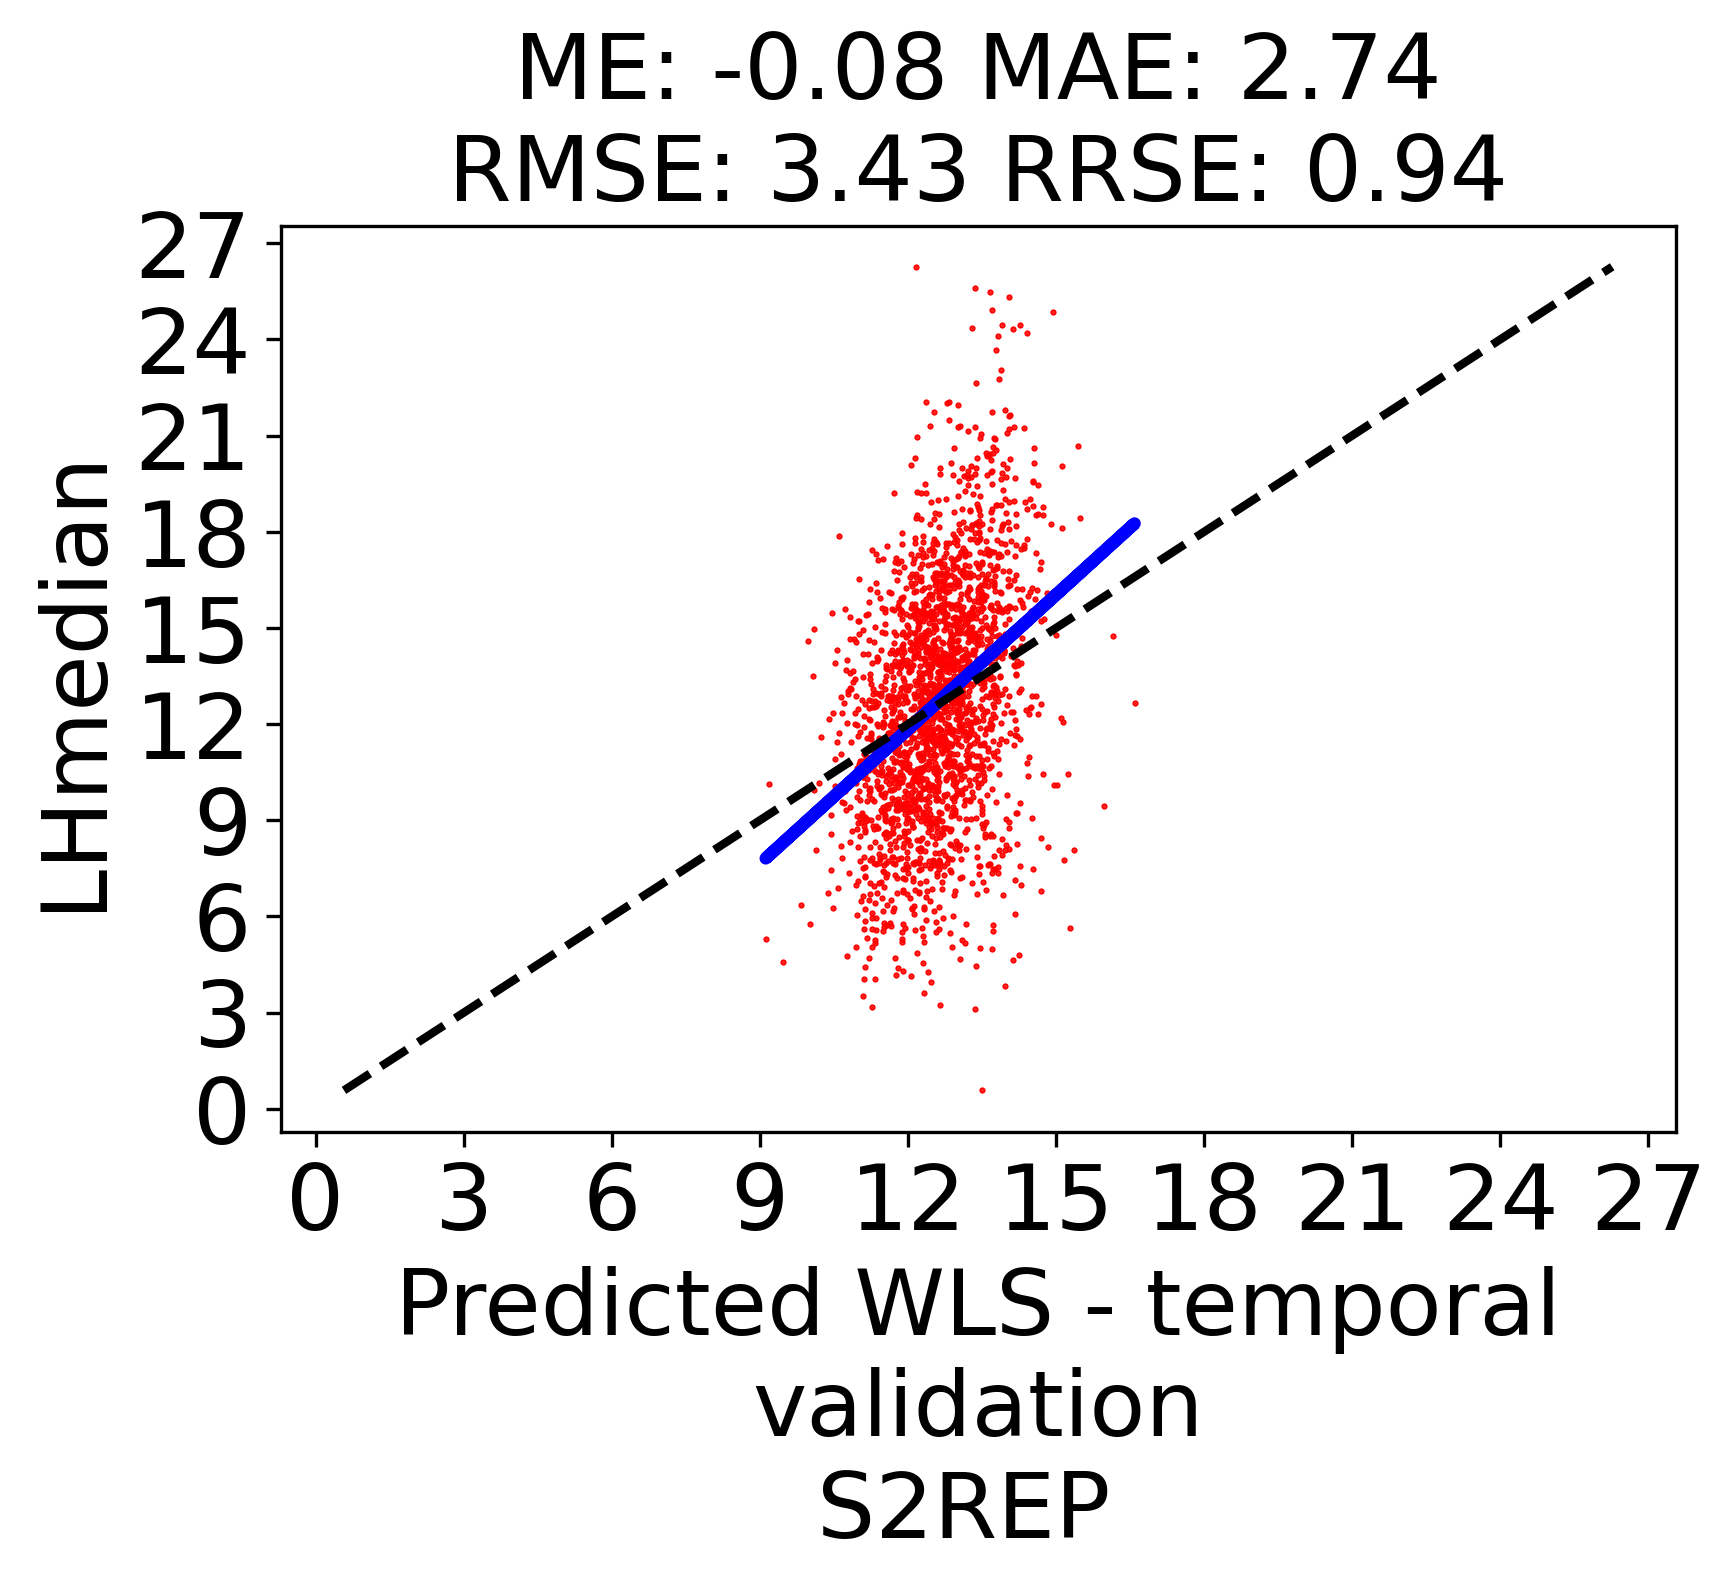 ME: -0.08 MAE: 2.74
RMSE: 3.43 RRSE: 0.94
27
24
21
18
15
12
9
6
3
0
LHmedian
0 3 6 9 12 15 18 21 24 27
Predicted WLS - temporal
validation
S2REP